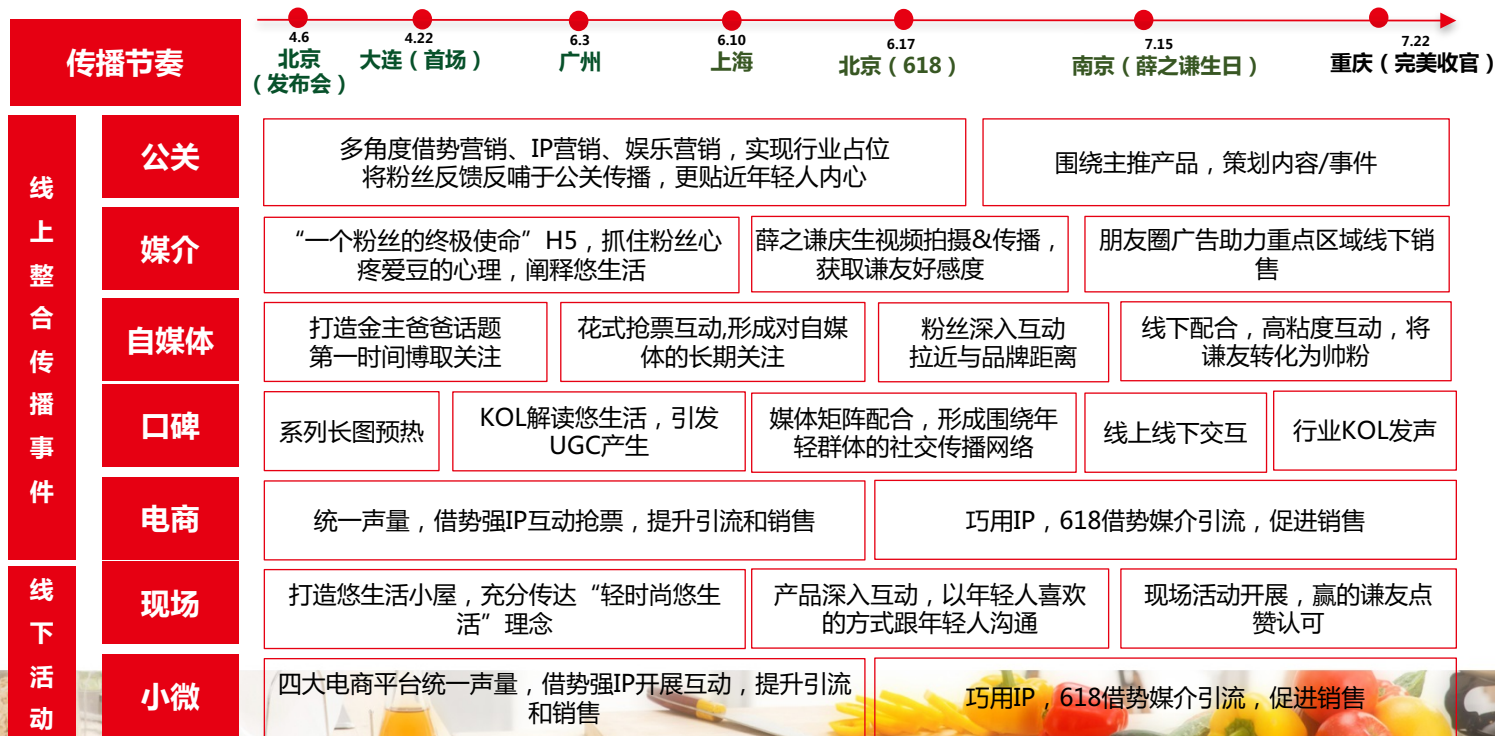 传播节奏
4.6
北京
（发布会）
4.22
大连（首场）
6.3
广州
6.10
上海
6.17
北京（618）
7.15
南京（薛之谦生日）
7.22
重庆（完美收官）
线上整合传播事件
公关
多角度借势营销、IP营销、娱乐营销，实现行业占位
将粉丝反馈反哺于公关传播，更贴近年轻人内心
围绕主推产品，策划内容/事件
媒介
“一个粉丝的终极使命”H5，抓住粉丝心
疼爱豆的心理，阐释悠生活
薛之谦庆生视频拍摄&传播，
获取谦友好感度
朋友圈广告助力重点区域线下销
售
自媒体
打造金主爸爸话题
第一时间博取关注
花式抢票互动,形成对自媒
体的长期关注
粉丝深入互动
拉近与品牌距离
线下配合，高粘度互动，将
谦友转化为帅粉
口碑
系列长图预热
KOL解读悠生活，引发
UGC产生
媒体矩阵配合，形成围绕年
轻群体的社交传播网络
线上线下交互
行业KOL发声
电商
统一声量，借势强IP互动抢票，提升引流和销售
巧用IP，618借势媒介引流，促进销售
线下活动
现场
打造悠生活小屋，充分传达“轻时尚悠生
活”理念
产品深入互动，以年轻人喜欢
的方式跟年轻人沟通
现场活动开展，赢的谦友点
赞认可
小微
四大电商平台统一声量，借势强IP开展互动，提升引流
和销售
巧用IP，618借势媒介引流，促进销售